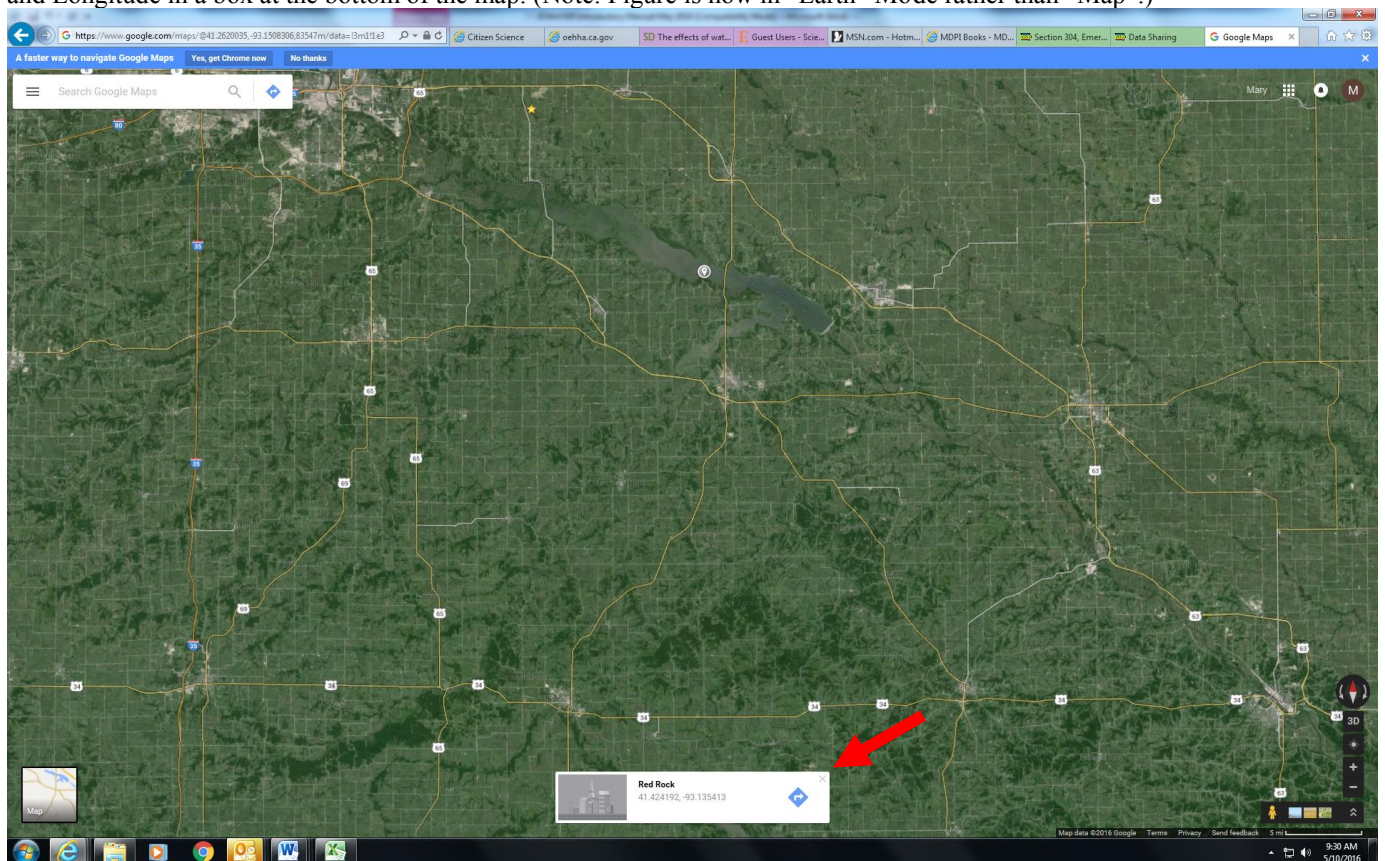 and Longitude in a box at the bottom of the map. (Note: Figure is now in "Earth" Mode rather than "Map".)
https://www.google.com/maps/@41.2620035,-93.1508306,83547m/data=!3m1!1e3
Citizen Science
oehha.ca.gov
SD The effects of wat...
E Guest Users - Scie...
MSN.com - Hotm...
MDPI Books - MD...
Section 304, Emer...
Data Sharing
G Google Maps
A faster way to navigate Google Maps Yes, get Chrome now No thanks
Search Google Maps
Mary M
65
80
63
35
65
65
65
35
63
69
69
65
63
35
63
34
34
34
34
34
34
34
34
65
63
3D
Red Rock
41.424192, -93.135413
Map
Map data ©2016 Google Terms Privacy Send feedback 5 mi
9:30 AM
5/10/2016